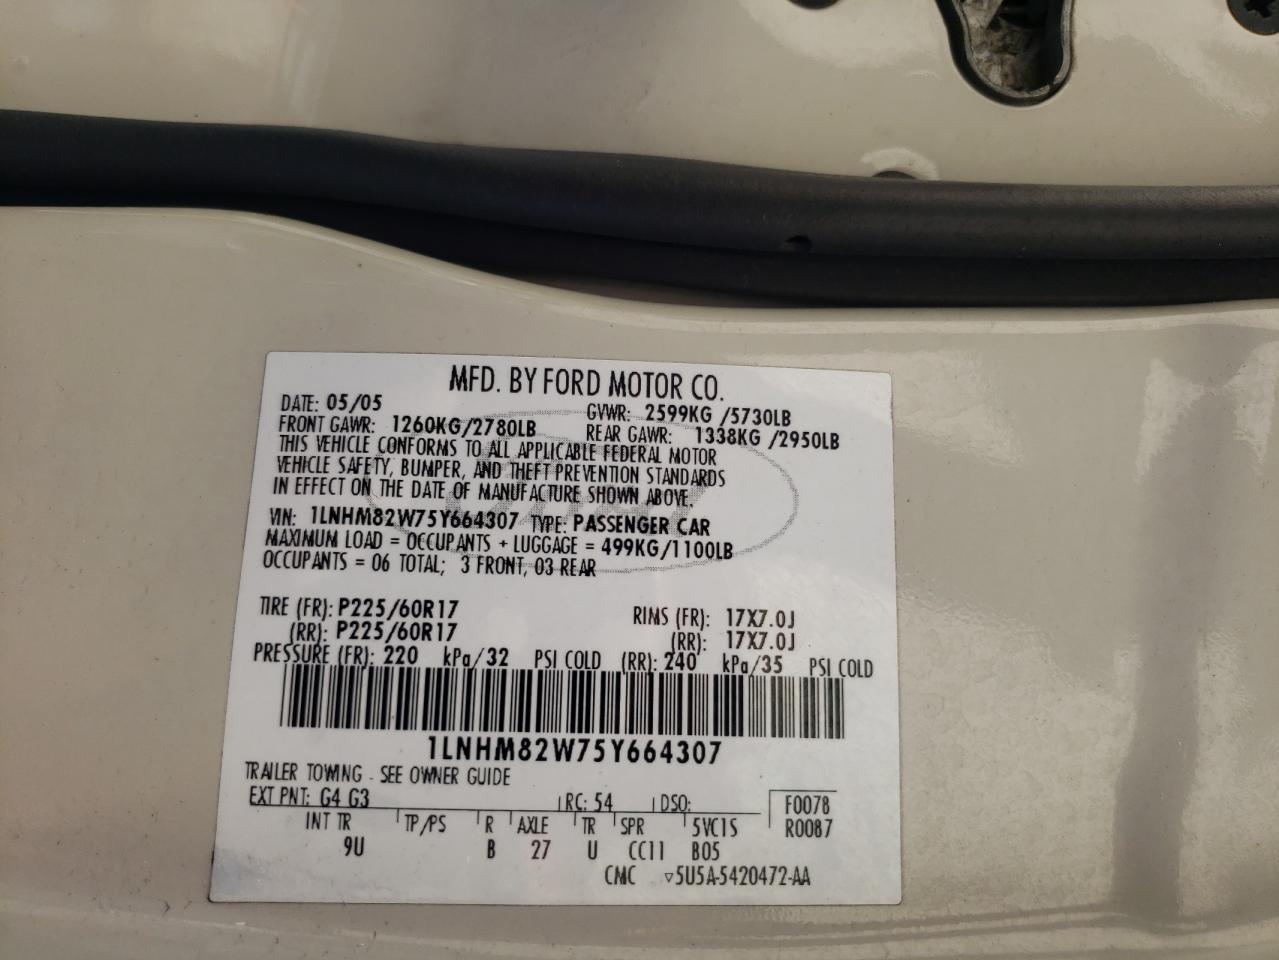 MFD. BY FORD MOTOR CO.
DATE: 05/05 GVWR: 2599KG /5730LB
FRONT GAWR: 1260KG/2780LB REAR GAWR: 1338KG /2950LB
THIS VEHICLE CONFORMS TO ALL APPLICABLE FEDERAL MOTOR
VEHICLE SAFETY, BUMPER, AND THEFT PREVENTION STANDARDS
IN EFFECT ON THE DATE OF MANUFACTURE SHOWN ABOVE.
VIN: 1LNHM82W75Y664307 TYPE: PASSENGER CAR
MAXIMUM LOAD = OCCUPANTS + LUGGAGE = 499KG/1100LB
OCCUPANTS = 06 TOTAL; 3 FRONT, 03 REAR
TIRE (FR): P225/60R17 RIMS (FR): 17X7.0J
(RR): P225/60R17 (RR): 17X7.0J
PRESSURE (FR): 220 kPa/32 PSI COLD (RR): 240 kPa/35 PSI COLD
1LNHM82W75Y664307
TRAILER TOWING - SEE OWNER GUIDE
EXT PNT: G4 G3 RC: 54 DSO: F0078
INT TR TP/PS R AXLE TR SPR 5VC1S R0087
9U B 27 U CC11 B05
CMC ▽5U5A-5420472-AA